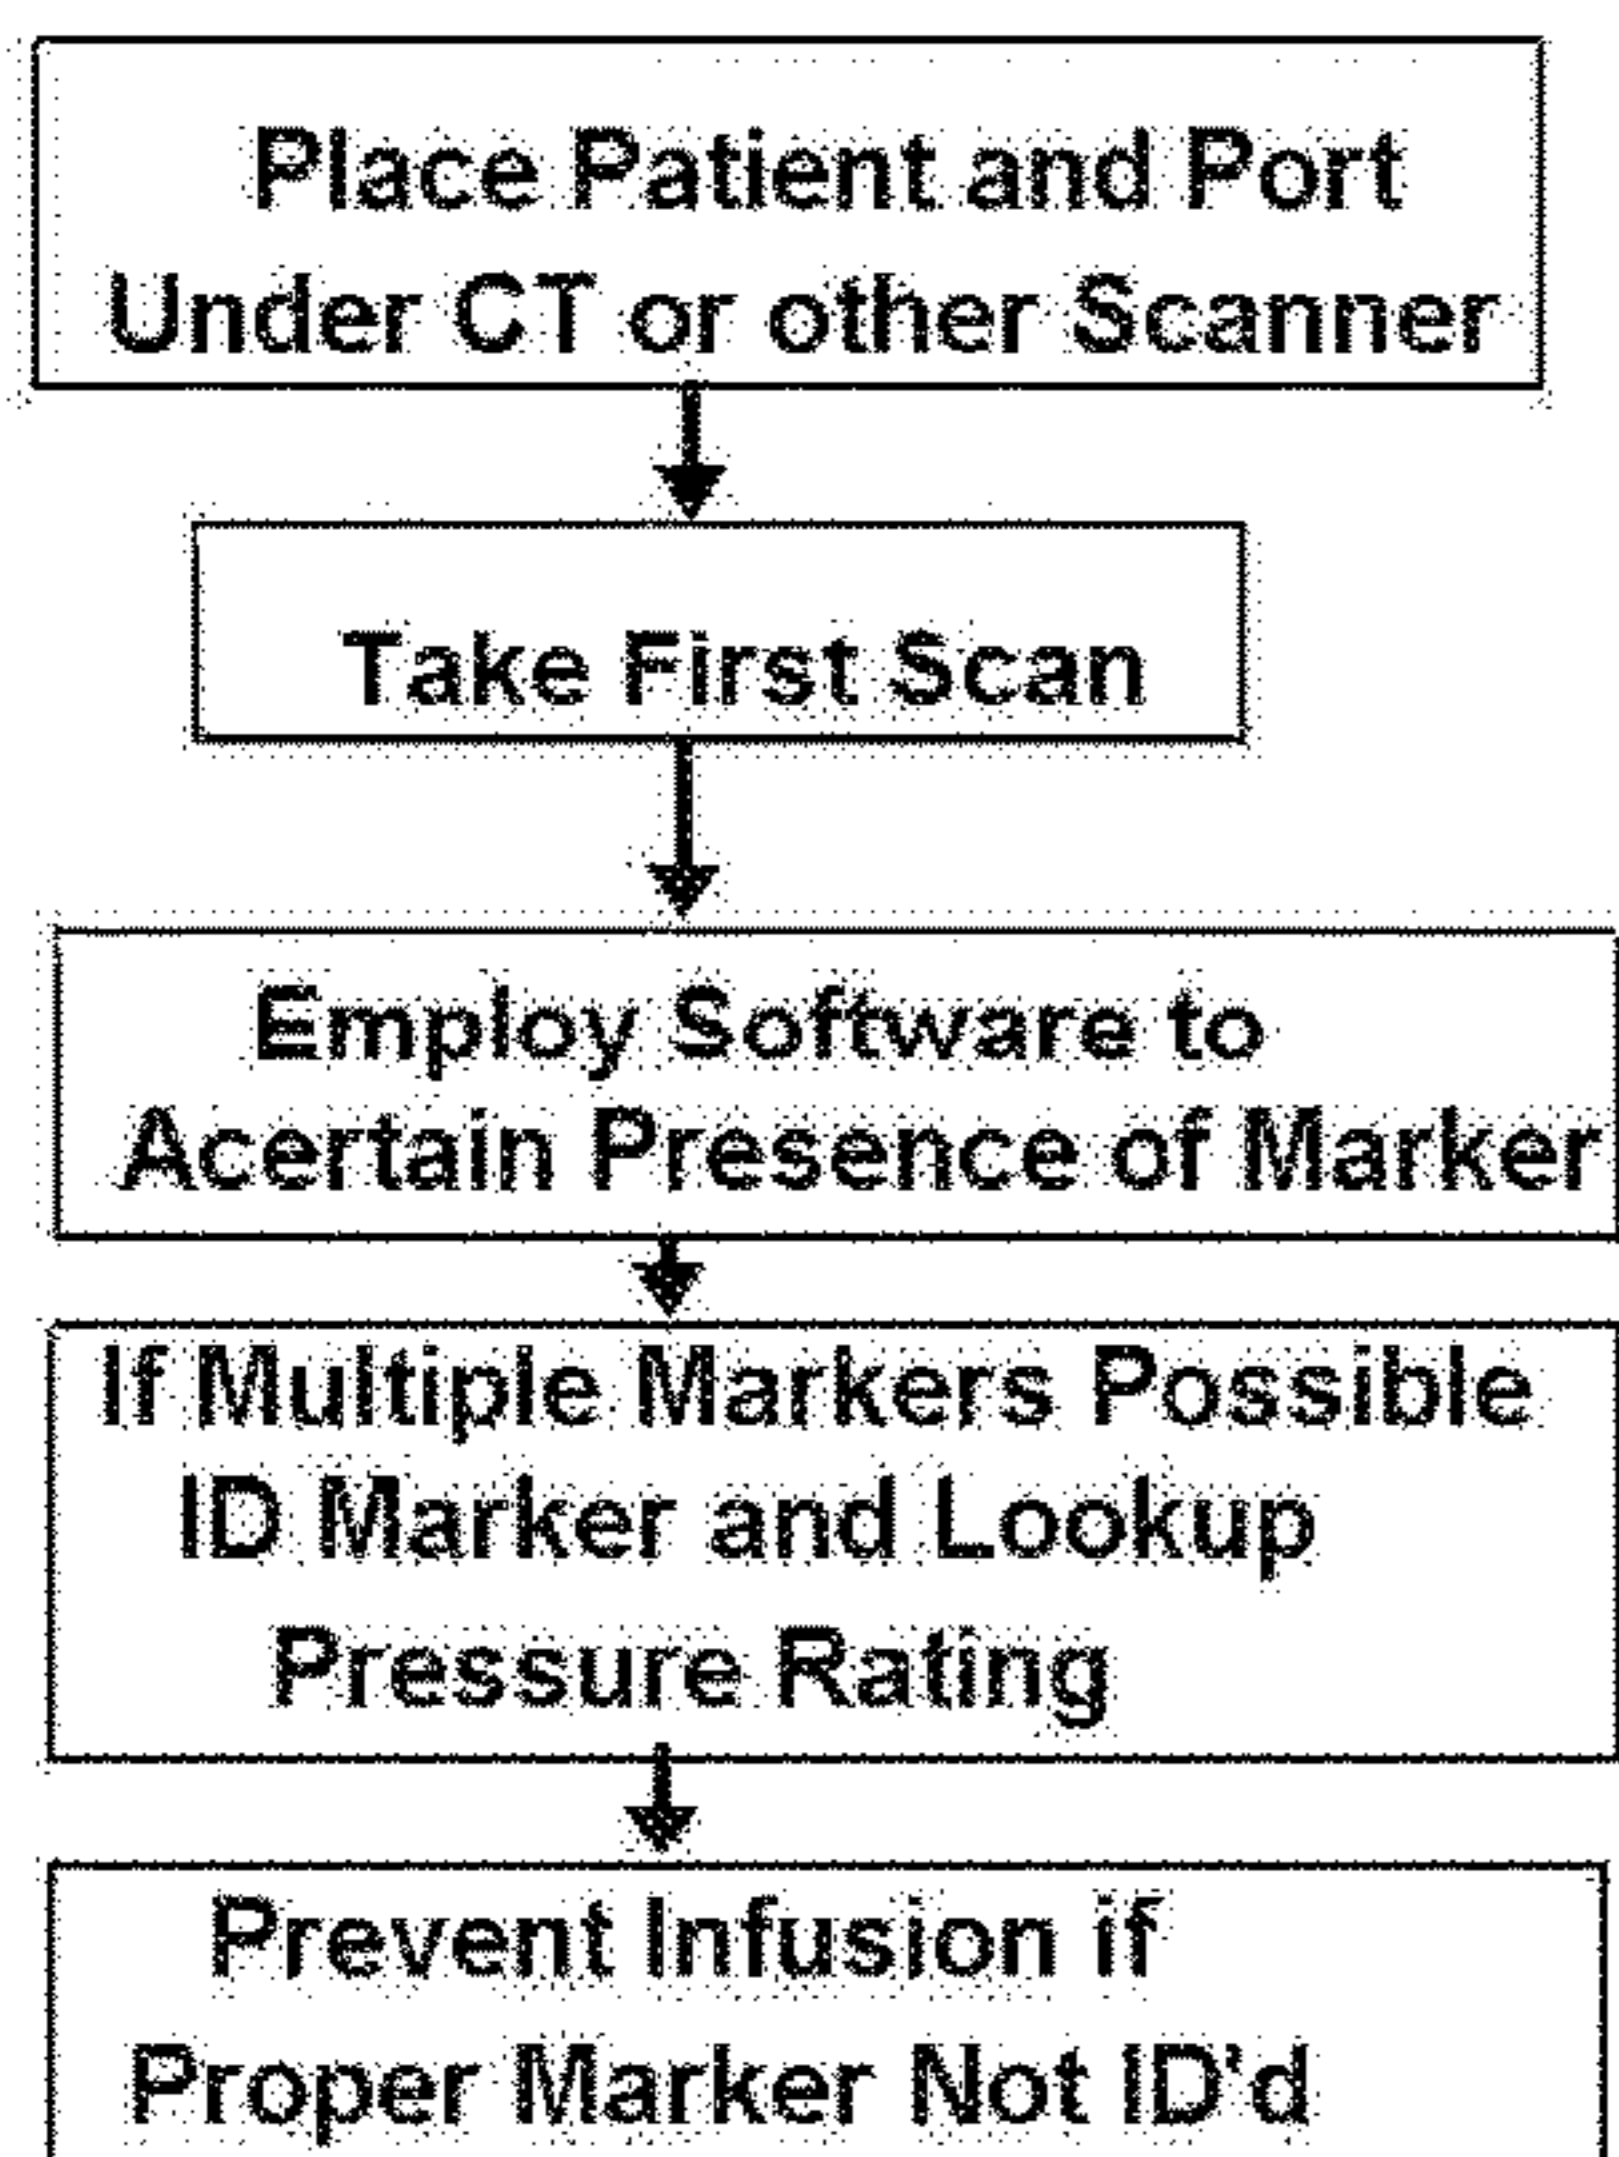 Place Patient and Port
Under CT or other Scanner
Take First Scan
Employ Software to
Acertain Presence of Marker
If Multiple Markers Possible
ID Marker and Lookup
Pressure Rating
Prevent Infusion if
Proper Marker Not ID'd